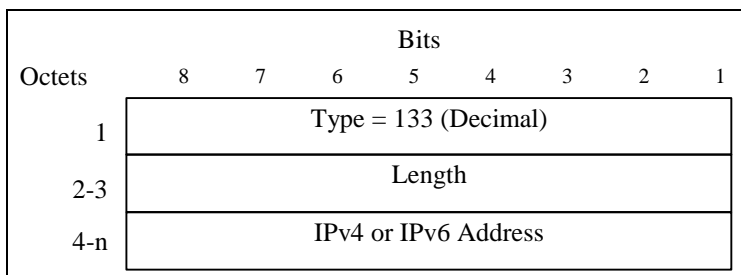 Bits
Octets 8 7 6 5 4 3 2 1
1 Type = 133 (Decimal)
2-3 Length
4-n IPv4 or IPv6 Address